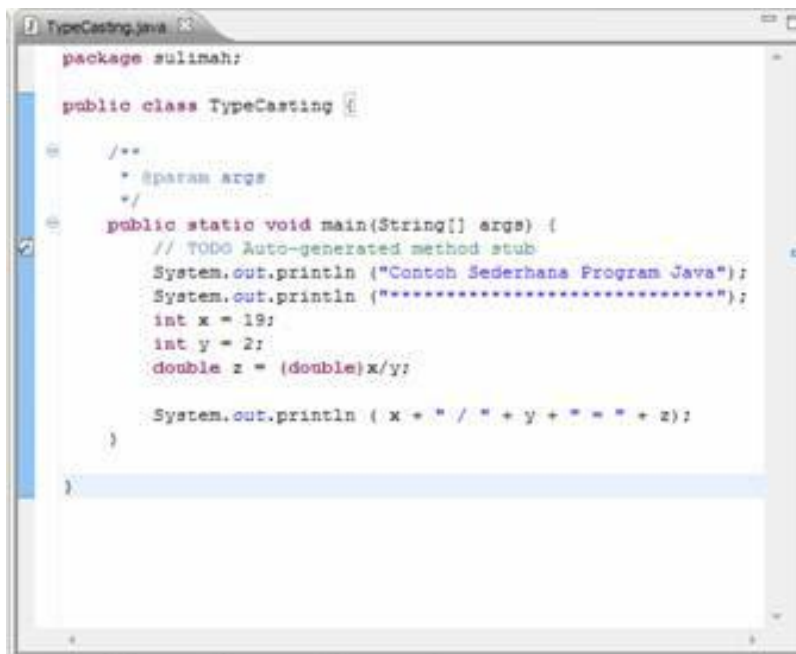 TypeCasting.java
package sulimah;
public class TypeCasting {
/**
* @param args
*/
public static void main(String[] args) {
// TODO Auto-generated method stub
System.out.println ("Contoh Sederhana Program Java");
System.out.println ("*****************************");
int x = 19;
int y = 2;
double z = (double)x/y;
System.out.println ( x + " / " + y + " = " + z);
}
}